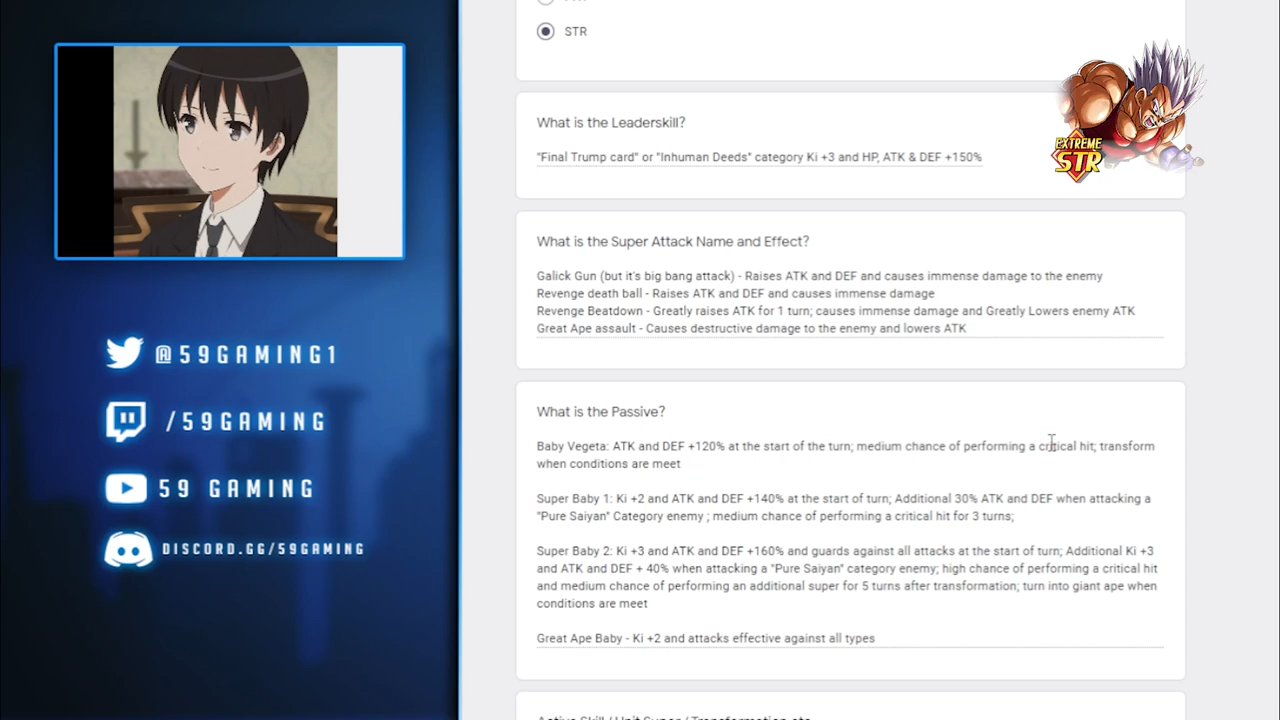 STR
What is the Leaderskill?
"Final Trump card" or "Inhuman Deeds" category Ki +3 and HP, ATK & DEF +150%
EXTREME
STR
What is the Super Attack Name and Effect?
Galick Gun (but it's big bang attack) - Raises ATK and DEF and causes immense damage to the enemy
Revenge death ball - Raises ATK and DEF and causes immense damage
Revenge Beatdown - Greatly raises ATK for 1 turn; causes immense damage and Greatly Lowers enemy ATK
Great Ape assault - Causes destructive damage to the enemy and lowers ATK
What is the Passive?
Baby Vegeta: ATK and DEF +120% at the start of the turn; medium chance of performing a critical hit; transform
when conditions are meet
Super Baby 1: Ki +2 and ATK and DEF +140% at the start of turn; Additional 30% ATK and DEF when attacking a
"Pure Saiyan" Category enemy ; medium chance of performing a critical hit for 3 turns;
Super Baby 2: Ki +3 and ATK and DEF +160% and guards against all attacks at the start of turn; Additional Ki +3
and ATK and DEF + 40% when attacking a "Pure Saiyan" category enemy; high chance of performing a critical hit
and medium chance of performing an additional super for 5 turns after transformation; turn into giant ape when
conditions are meet
Great Ape Baby - Ki +2 and attacks effective against all types
Active Skill / Unit Super / Transformation etc
@59GAMING1
/59GAMING
59 GAMING
DISCORD.GG/59GAMING